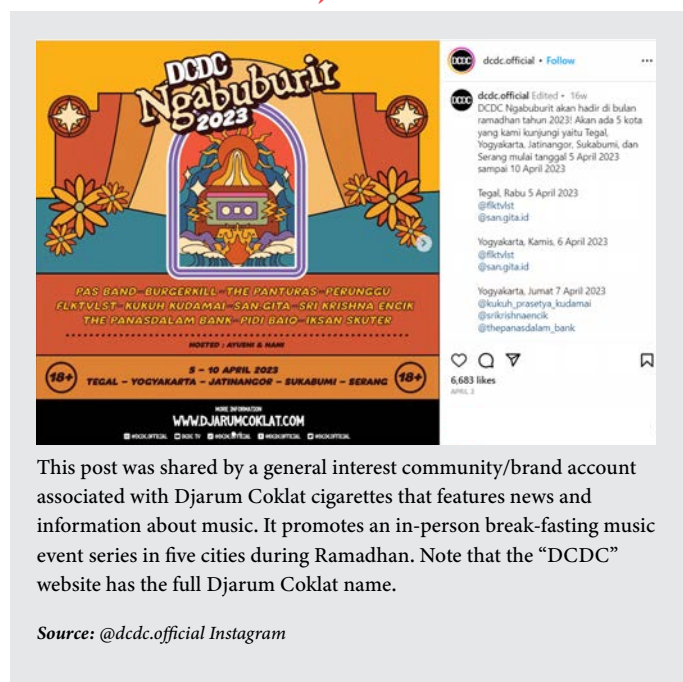 DCDC
Ngabuburit
2023
PAS BAND–BURGERKILL–THE PANTURAS–PERUNGGU
FLKTVLST–KUKUH KUDAMAI–SAN GITA–SRI KRISHNA ENCIK
THE PANASDALAM BANK–PIDI BAIQ–IKSAN SKUTER
HOSTED : AYUSHI & HANI
18+
5 – 10 APRIL 2023
TEGAL – YOGYAKARTA – JATINANGOR – SUKABUMI – SERANG
18+
MORE INFORMATION
WWW.DJARUMCOKLAT.COM
DCDC TV
DCDC
dcdc.official • Follow
DCDC
dcdc.official Edited • 16w
DCDC Ngabuburit akan hadir di bulan
ramadhan tahun 2023! Akan ada 5 kota
yang kami kunjungi yaitu Tegal,
Yogyakarta, Jatinangor, Sukabumi, dan
Serang mulai tanggal 5 April 2023
sampai 10 April 2023
Tegal, Rabu 5 April 2023
@flktvlst
@san.gita.id
Yogyakarta, Kamis, 6 April 2023
@flktvlst
@san.gita.id
Yogyakarta, Jumat 7 April 2023
@kukuh_prasetya_kudamai
@srikrishnaencik
@thepanasdalam_bank
6,683 likes
APRIL 3
This post was shared by a general interest community/brand account
associated with Djarum Coklat cigarettes that features news and
information about music. It promotes an in-person break-fasting music
event series in five cities during Ramadhan. Note that the “DCDC”
website has the full Djarum Coklat name.
Source: @dcdc.official Instagram